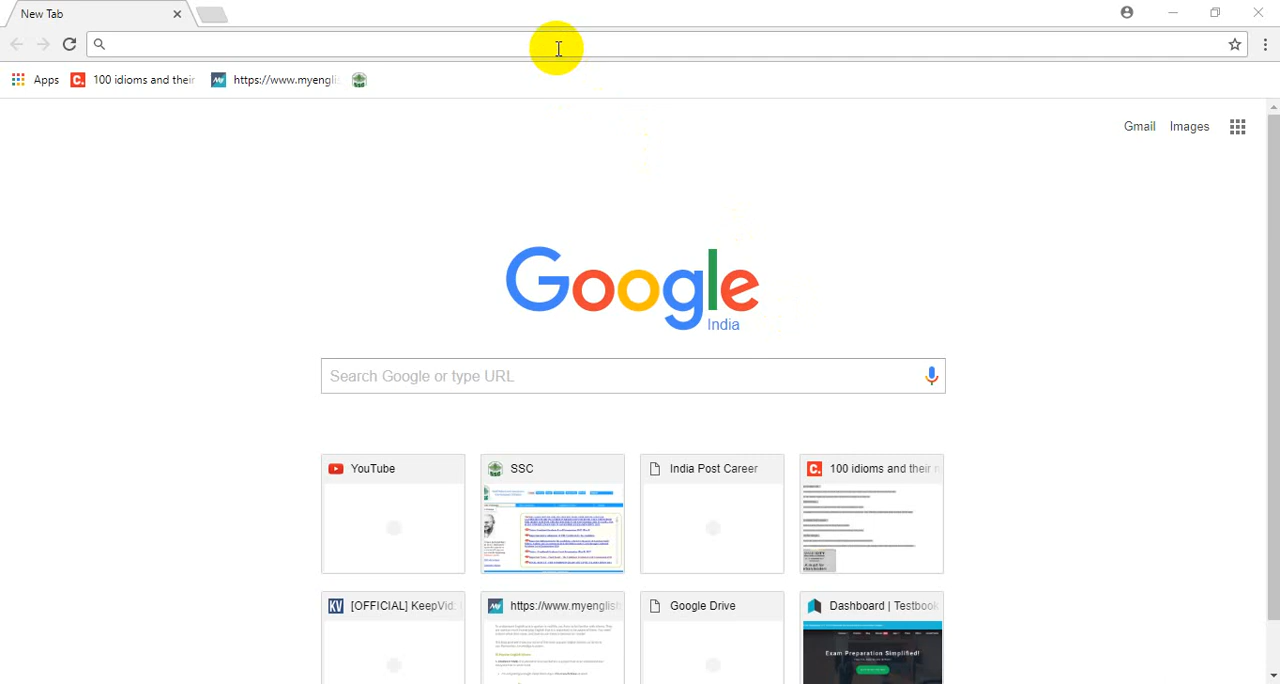 New Tab
Apps 100 idioms and their https://www.myengli
Gmail Images
Google
India
Search Google or type URL
YouTube SSC India Post Career 100 idioms and their
[OFFICIAL] KeepVid: https://www.myenglish Google Drive Dashboard | Testbook
Exam Preparation Simplified!